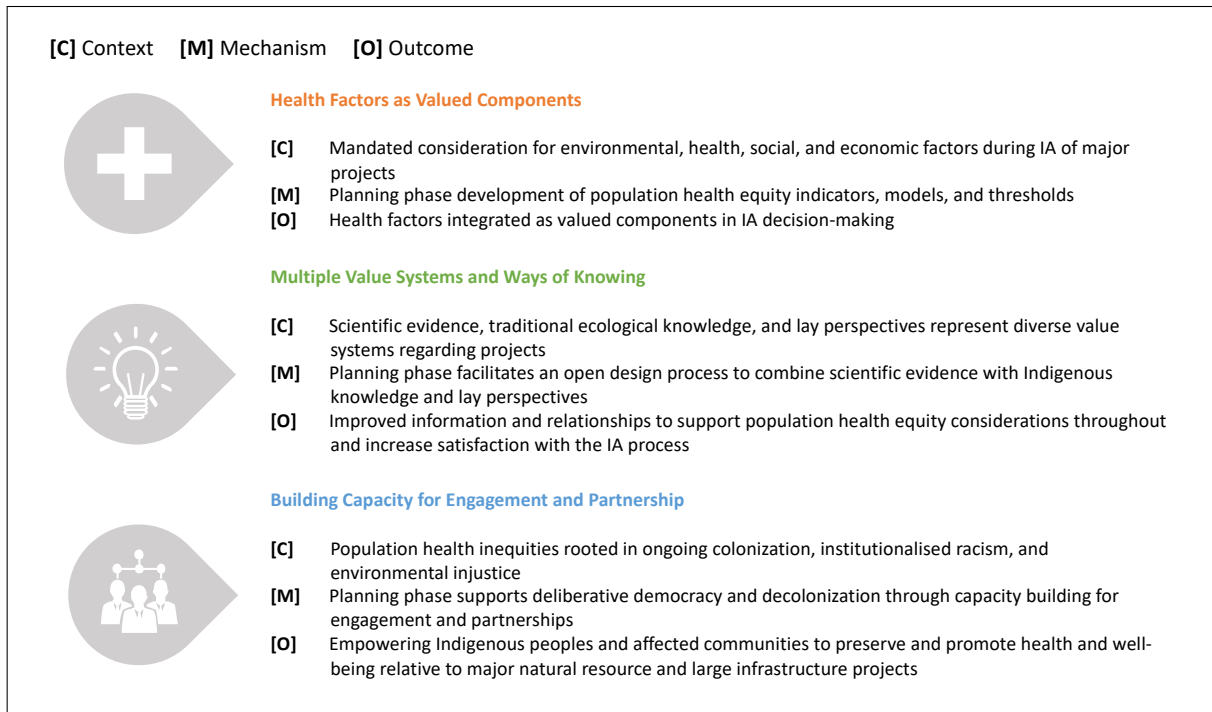 [C] Context [M] Mechanism [O] Outcome
Health Factors as Valued Components
[C] Mandated consideration for environmental, health, social, and economic factors during IA of major
projects
[M] Planning phase development of population health equity indicators, models, and thresholds
[O] Health factors integrated as valued components in IA decision-making
Multiple Value Systems and Ways of Knowing
[C] Scientific evidence, traditional ecological knowledge, and lay perspectives represent diverse value
systems regarding projects
[M] Planning phase facilitates an open design process to combine scientific evidence with Indigenous
knowledge and lay perspectives
[O] Improved information and relationships to support population health equity considerations throughout
and increase satisfaction with the IA process
Building Capacity for Engagement and Partnership
[C] Population health inequities rooted in ongoing colonization, institutionalised racism, and
environmental injustice
[M] Planning phase supports deliberative democracy and decolonization through capacity building for
engagement and partnerships
[O] Empowering Indigenous peoples and affected communities to preserve and promote health and well-
being relative to major natural resource and large infrastructure projects